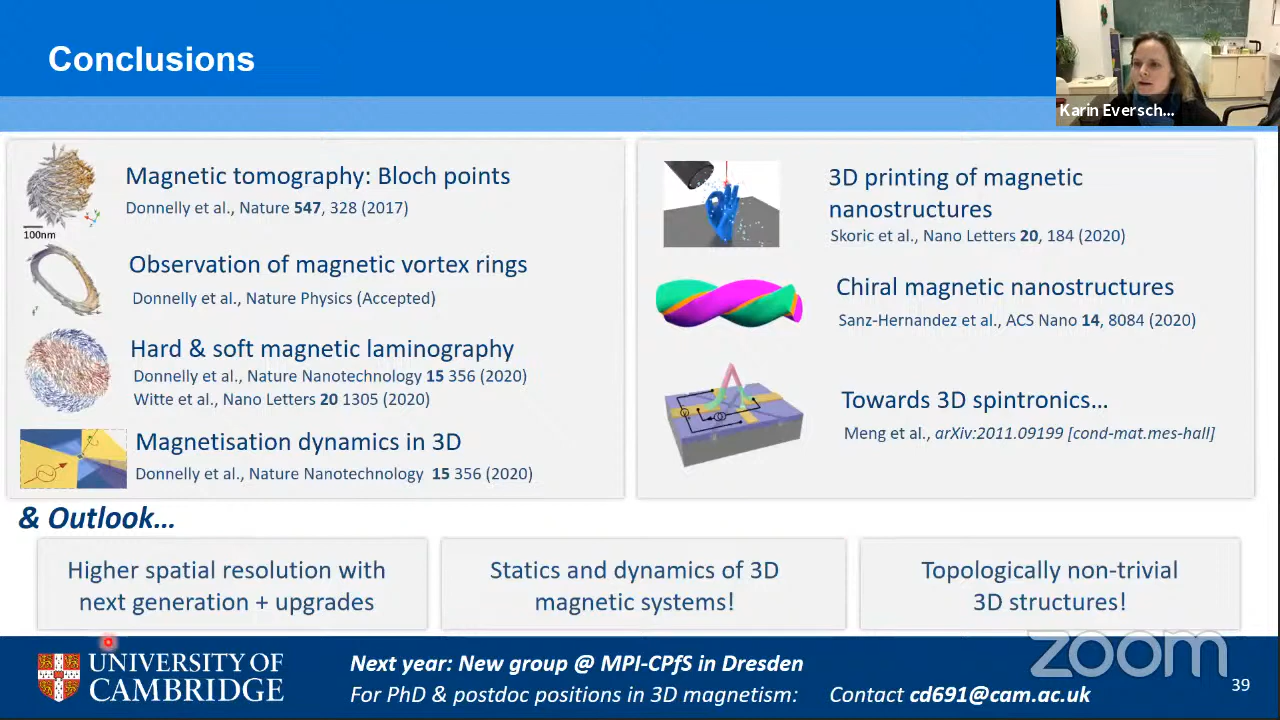 Conclusions
Karin Eversch...
Magnetic tomography: Bloch points
Donnelly et al., Nature 547, 328 (2017)
100nm
Observation of magnetic vortex rings
Donnelly et al., Nature Physics (Accepted)
Hard & soft magnetic laminography
Donnelly et al., Nature Nanotechnology 15 356 (2020)
Witte et al., Nano Letters 20 1305 (2020)
Magnetisation dynamics in 3D
Donnelly et al., Nature Nanotechnology 15 356 (2020)
3D printing of magnetic
nanostructures
Skoric et al., Nano Letters 20, 184 (2020)
Chiral magnetic nanostructures
Sanz-Hernandez et al., ACS Nano 14, 8084 (2020)
Towards 3D spintronics...
Meng et al., arXiv:2011.09199 [cond-mat.mes-hall]
& Outlook...
Higher spatial resolution with
next generation + upgrades
Statics and dynamics of 3D
magnetic systems!
Topologically non-trivial
3D structures!
UNIVERSITY OF
CAMBRIDGE
Next year: New group @ MPI-CPfS in Dresden
For PhD & postdoc positions in 3D magnetism: Contact cd691@cam.ac.uk
zoom
39